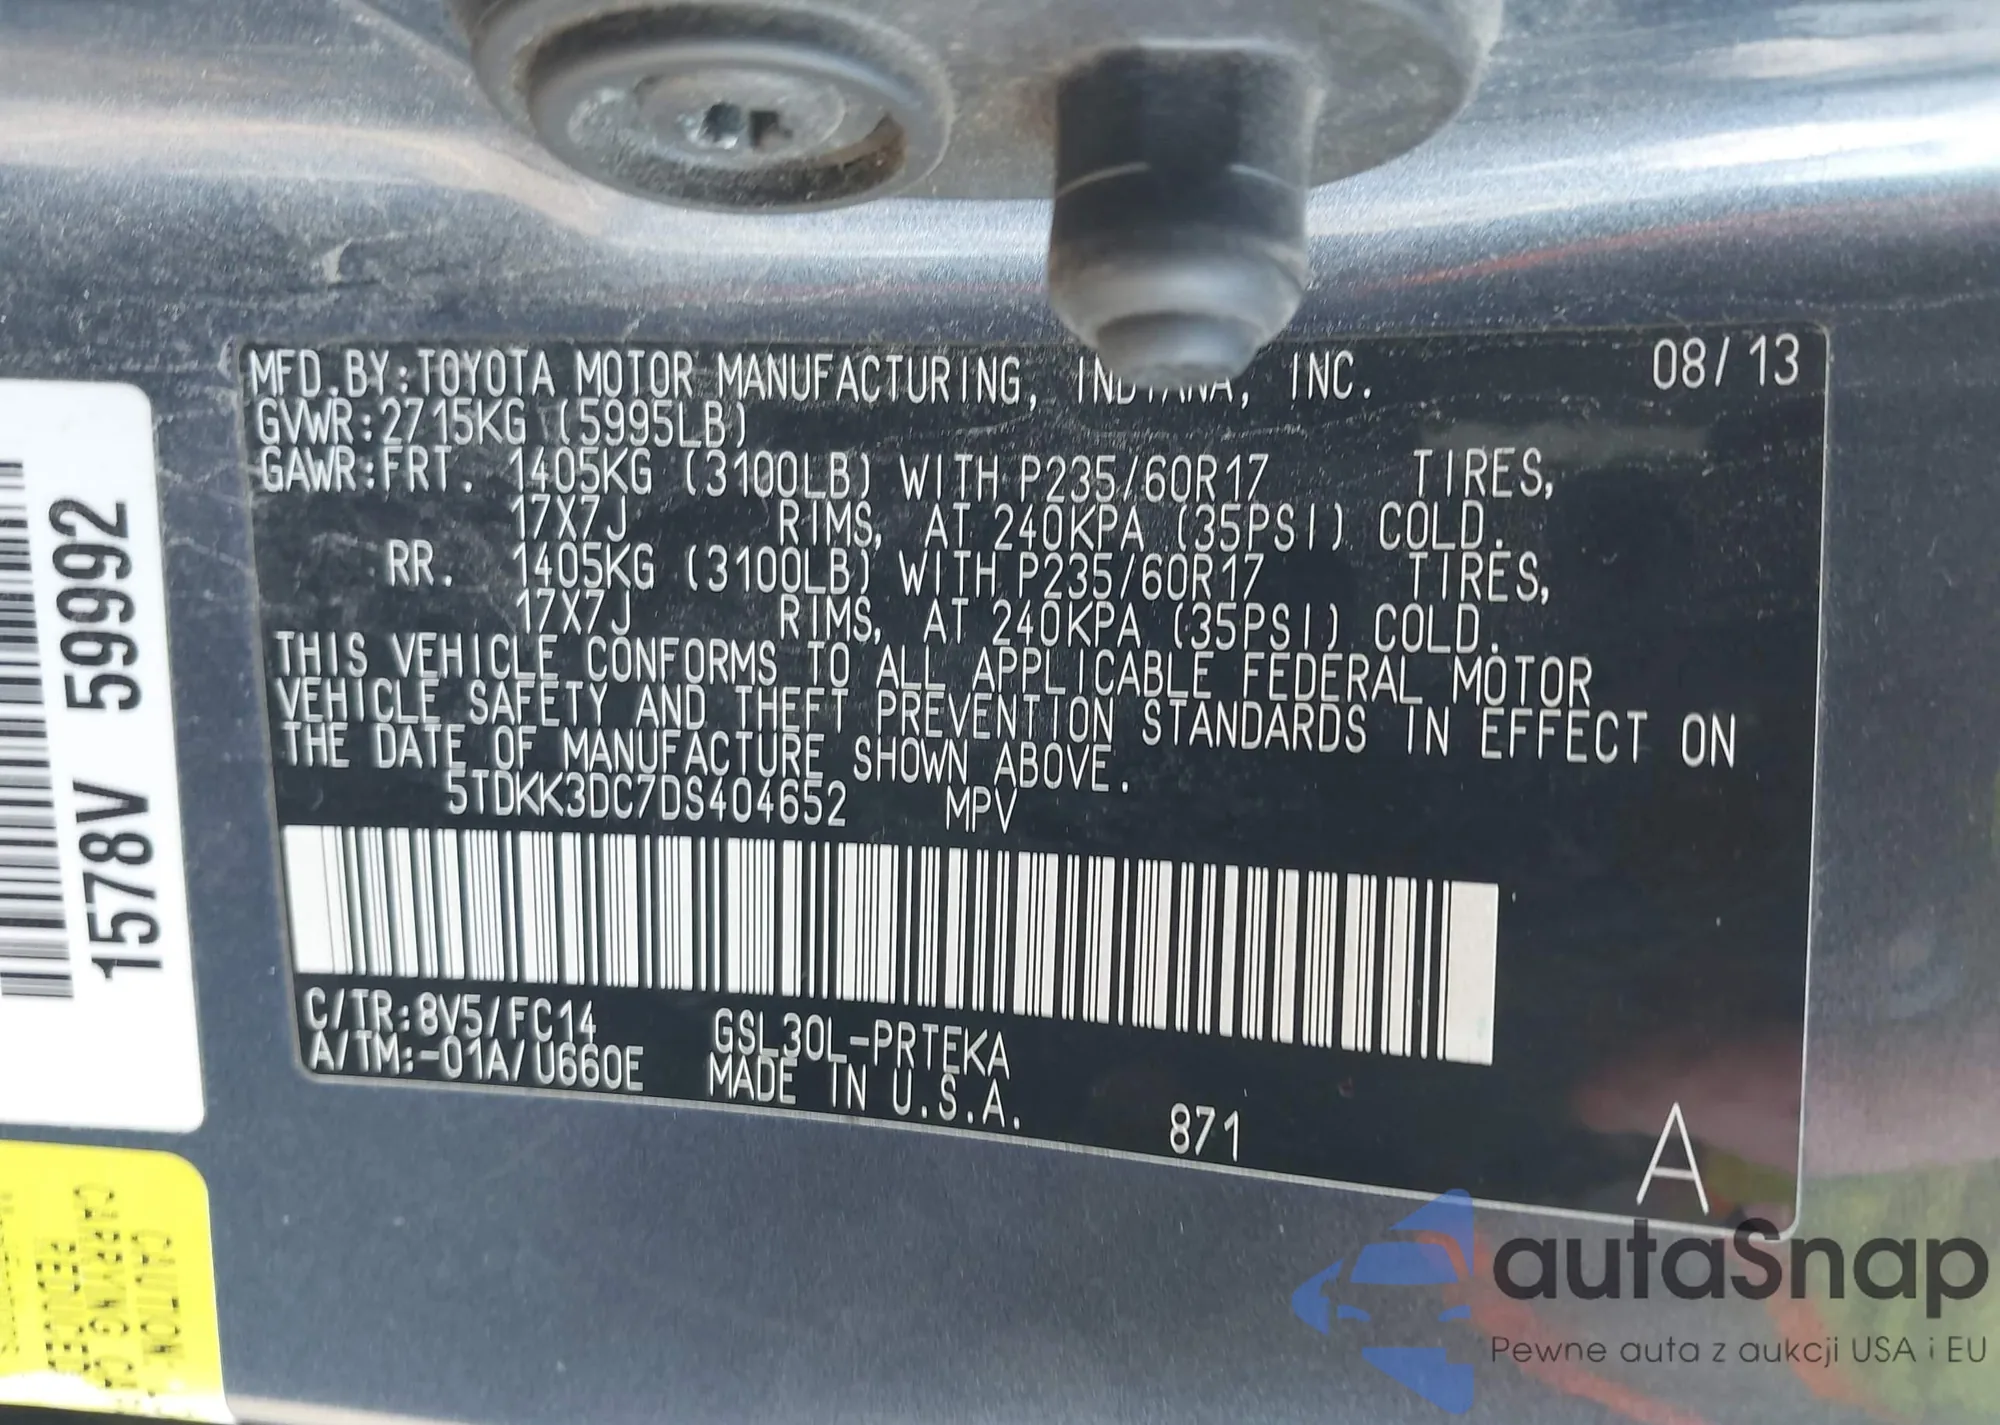 MFD.BY:TOYOTA MOTOR MANUFACTURING, INDIANA, INC. 08/13
GVWR:2715KG (5995LB)
GAWR:FRT. 1405KG (3100LB) WITH P235/60R17 TIRES,
17X7J RIMS, AT 240KPA (35PSI) COLD.
RR. 1405KG (3100LB) WITH P235/60R17 TIRES,
17X7J RIMS, AT 240KPA (35PSI) COLD.
THIS VEHICLE CONFORMS TO ALL APPLICABLE FEDERAL MOTOR
VEHICLE SAFETY AND THEFT PREVENTION STANDARDS IN EFFECT ON
THE DATE OF MANUFACTURE SHOWN ABOVE.
5TDKK3DC7DS404652 MPV
C/TR:8V5/FC14 GSL30L-PRTEKA
A/TM:-01A/U660E MADE IN U.S.A.
871
A
1578V 59992
CAUTION-
CARRYING
autaSnap
Pewne auta z aukcji USA i EU